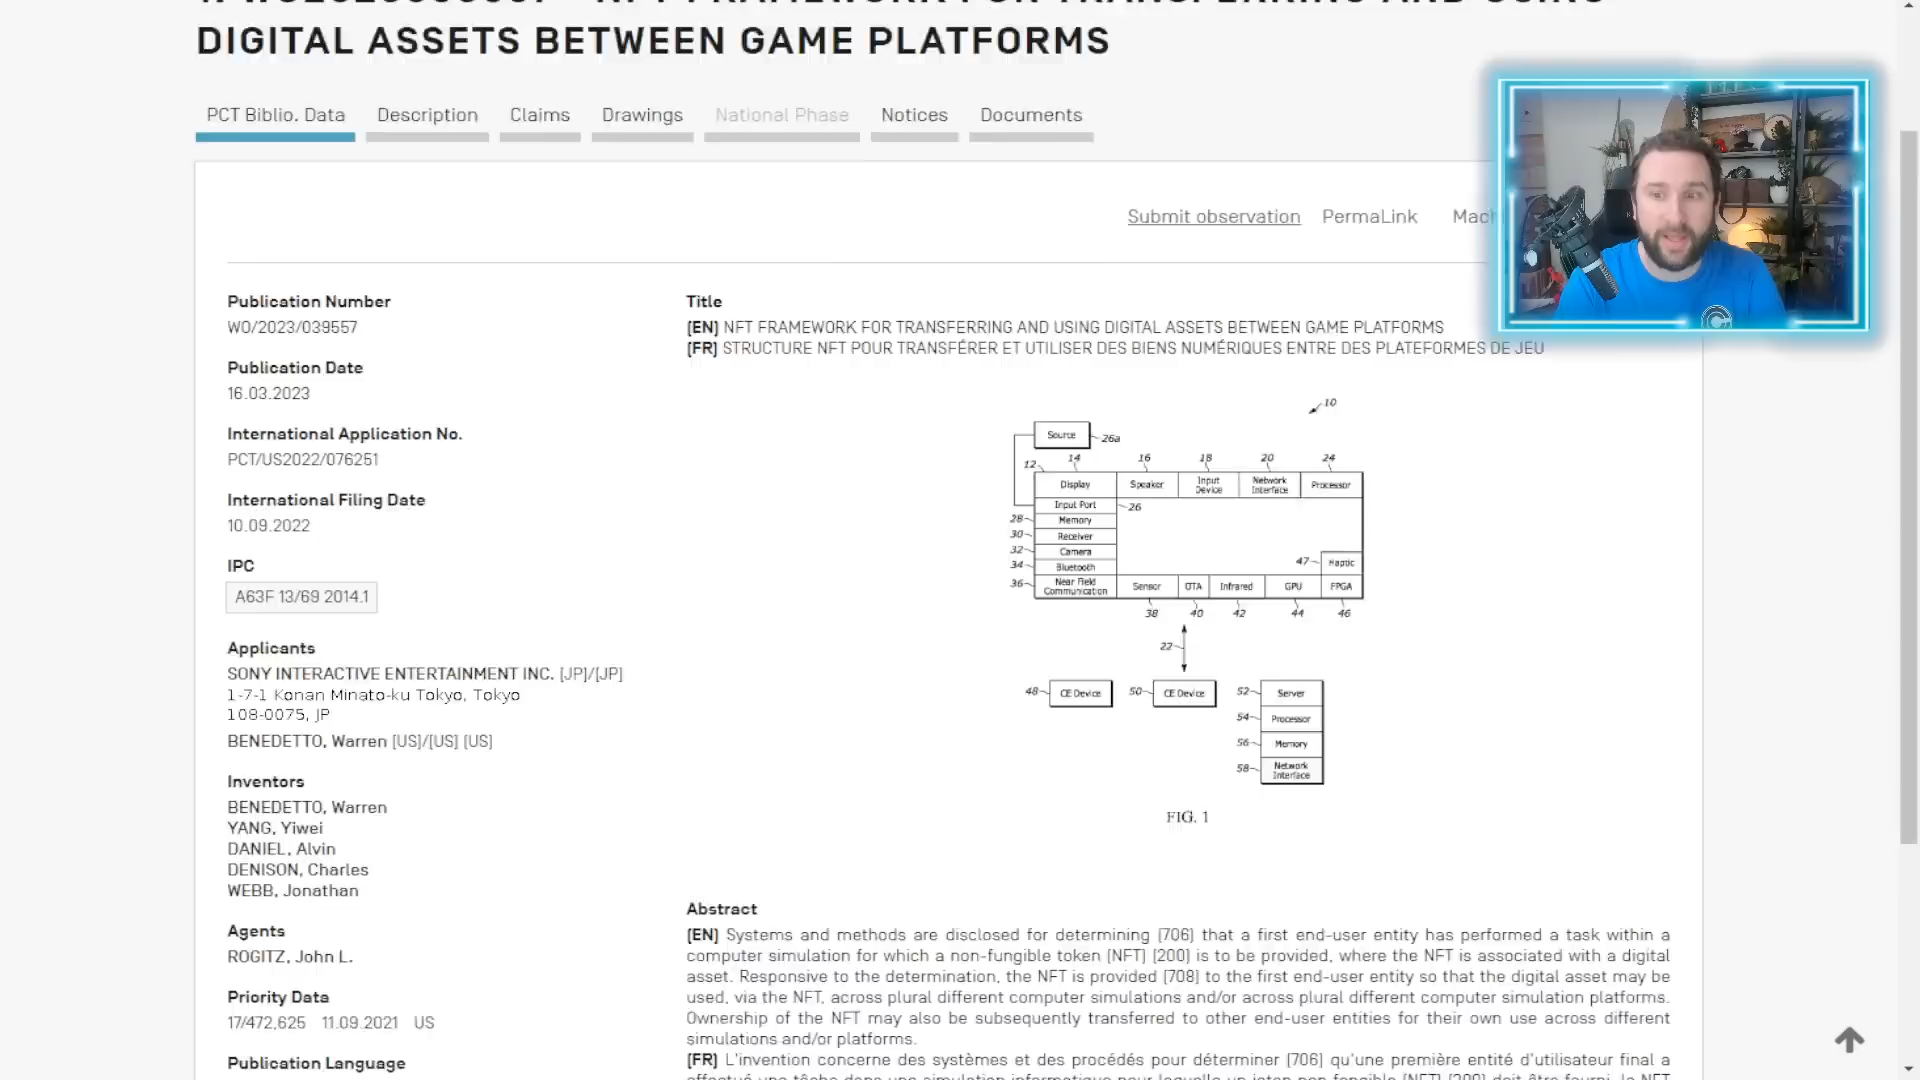 DIGITAL ASSETS BETWEEN GAME PLATFORMS
PCT Biblio. Data Description Claims Drawings National Phase Notices Documents
Submit observation PermaLink
Publication Number
WO/2023/039557
Publication Date
16.03.2023
International Application No.
PCT/US2022/076251
International Filing Date
10.09.2022
IPC
A63F 13/69 2014.1
Applicants
SONY INTERACTIVE ENTERTAINMENT INC. [JP]/[JP]
1-7-1 Konan Minato-ku Tokyo, Tokyo
108-0075, JP
BENEDETTO, Warren [US]/[US] [US]
Inventors
BENEDETTO, Warren
YANG, Yiwei
DANIEL, Alvin
DENISON, Charles
WEBB, Jonathan
Agents
ROGITZ, John L.
Priority Data
17/472,625 11.09.2021 US
Publication Language
Title
[EN] NFT FRAMEWORK FOR TRANSFERRING AND USING DIGITAL ASSETS BETWEEN GAME PLATFORMS
[FR] STRUCTURE NFT POUR TRANSFÉRER ET UTILISER DES BIENS NUMÉRIQUES ENTRE DES PLATEFORMES DE JEU
10
Source 26a
12 14 16 18 20 24
Display Speaker Input Device Network Interface Processor
Input Port 26
28 Memory
30 Receiver
32 Camera
34 Bluetooth
47 Haptic
36 Near Field Communication Sensor OTA Infrared GPU FPGA
38 40 42 44 46
22
48 CE Device 50 CE Device 52 Server
54 Processor
56 Memory
58 Network Interface
FIG. 1
Abstract
[EN] Systems and methods are disclosed for determining (706) that a first end-user entity has performed a task within a
computer simulation for which a non-fungible token (NFT) (200) is to be provided, where the NFT is associated with a digital
asset. Responsive to the determination, the NFT is provided (708) to the first end-user entity so that the digital asset may be
used, via the NFT, across plural different computer simulations and/or across plural different computer simulation platforms.
Ownership of the NFT may also be subsequently transferred to other end-user entities for their own use across different
simulations and/or platforms.
[FR] L'invention concerne des systèmes et des procédés pour déterminer (706) qu'une première entité d'utilisateur final a